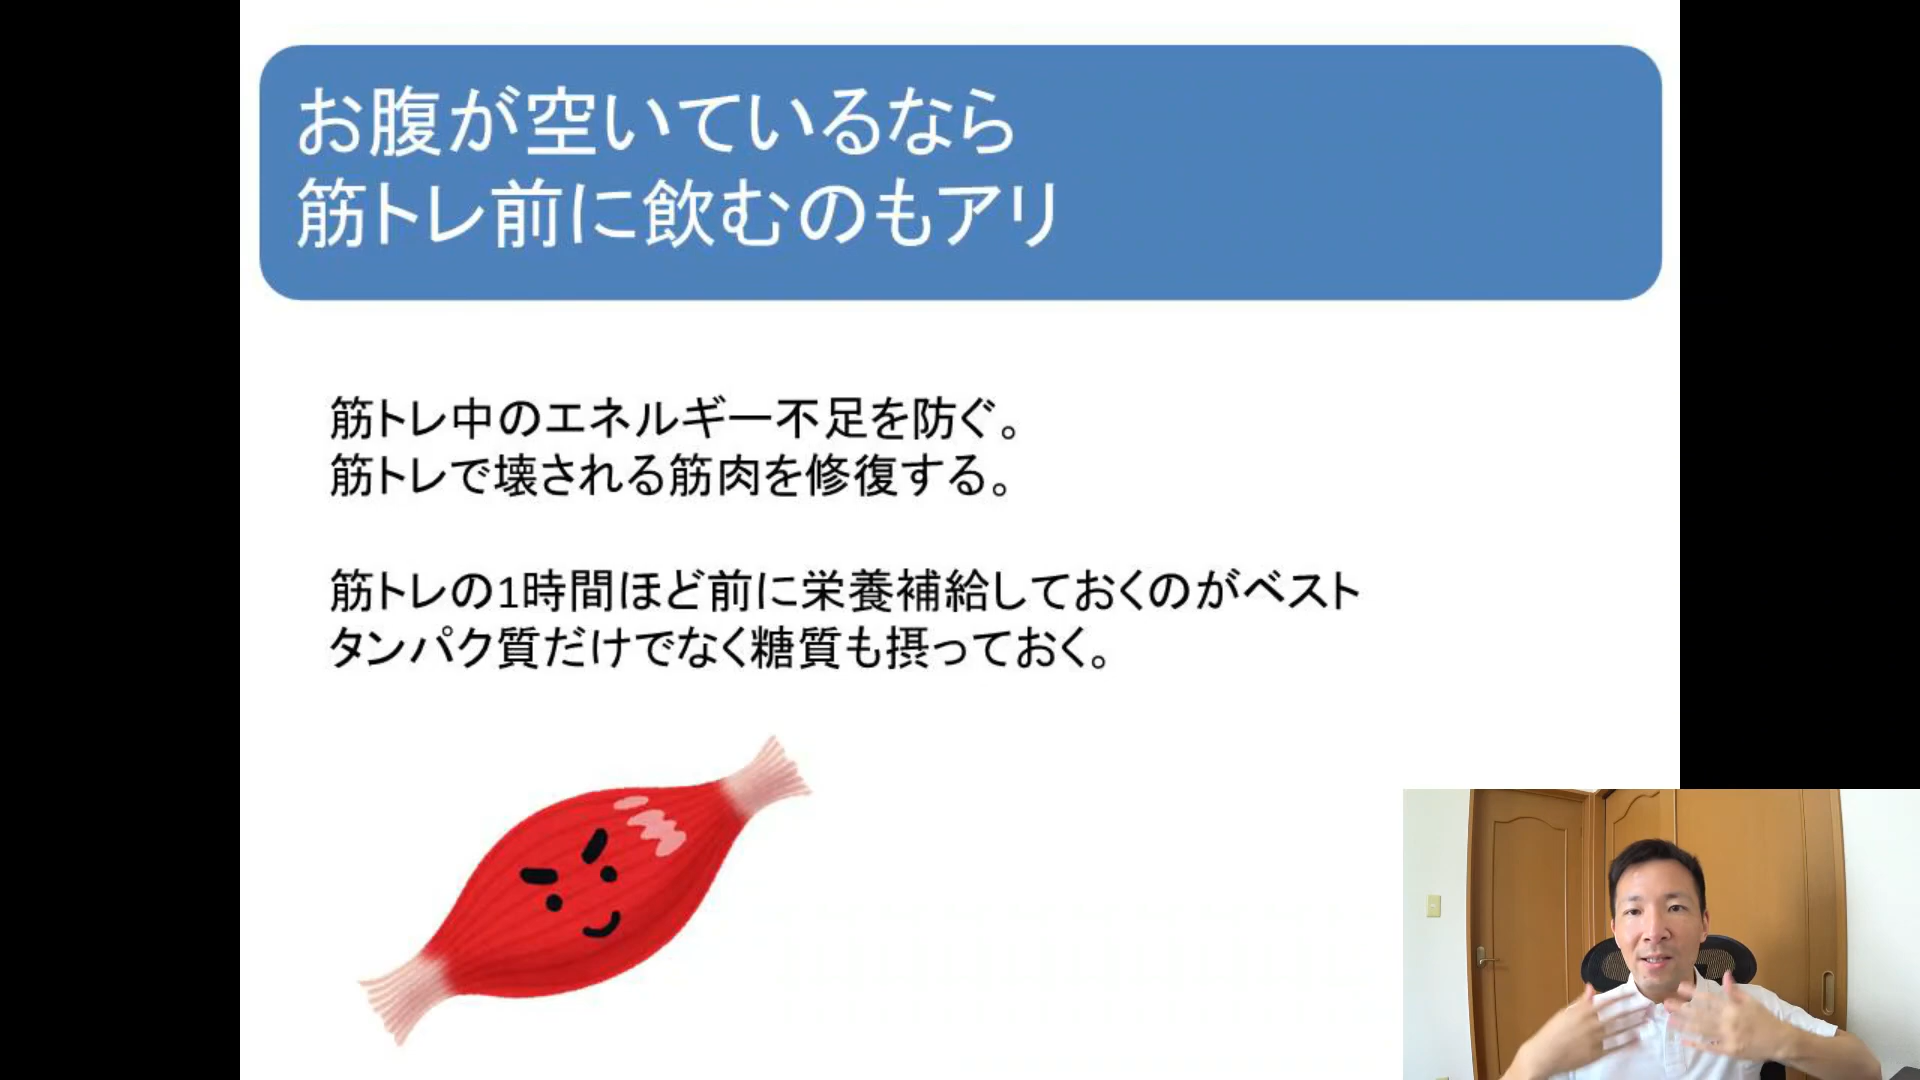 お腹が空いているなら
筋トレ前に飲むのもアリ
筋トレ中のエネルギー不足を防ぐ。
筋トレで壊される筋肉を修復する。
筋トレの1時間ほど前に栄養補給しておくのがベスト
タンパク質だけでなく糖質も摂っておく。